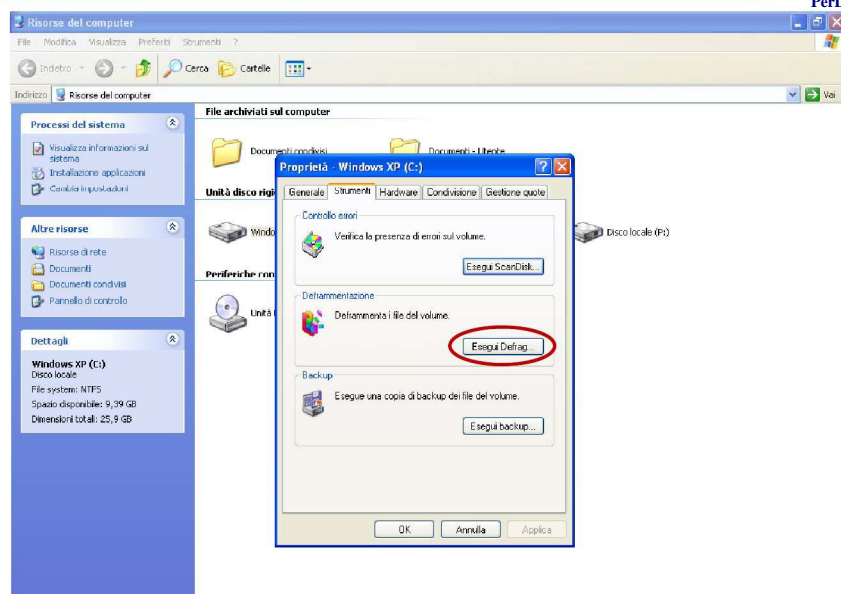 PerD
Risorse del computer
File Modifica Visualizza Preferiti Strumenti ?
Indietro Cerca Cartelle
Indirizzo Risorse del computer Vai
Processi del sistema
Visualizza informazioni sul
sistema
Installazione applicazioni
Cambia impostazioni
Altre risorse
Risorse di rete
Documenti
Documenti condivisi
Pannello di controllo
Dettagli
Windows XP (C:)
Disco locale
File system: NTFS
Spazio disponibile: 9,39 GB
Dimensioni totali: 25,9 GB
File archiviati sul computer
Documenti condivisi Documenti - Utente
Unità disco rigi
Windo
Disco locale (P:)
Periferiche con
Unità
Proprietà - Windows XP (C:)
Generale Strumenti Hardware Condivisione Gestione quote
Controllo errori
Verifica la presenza di errori sul volume.
Esegui ScanDisk...
Deframmentazione
Deframmenta i file del volume.
Esegui Defrag...
Backup
Esegue una copia di backup dei file del volume.
Esegui backup...
OK Annulla Applica